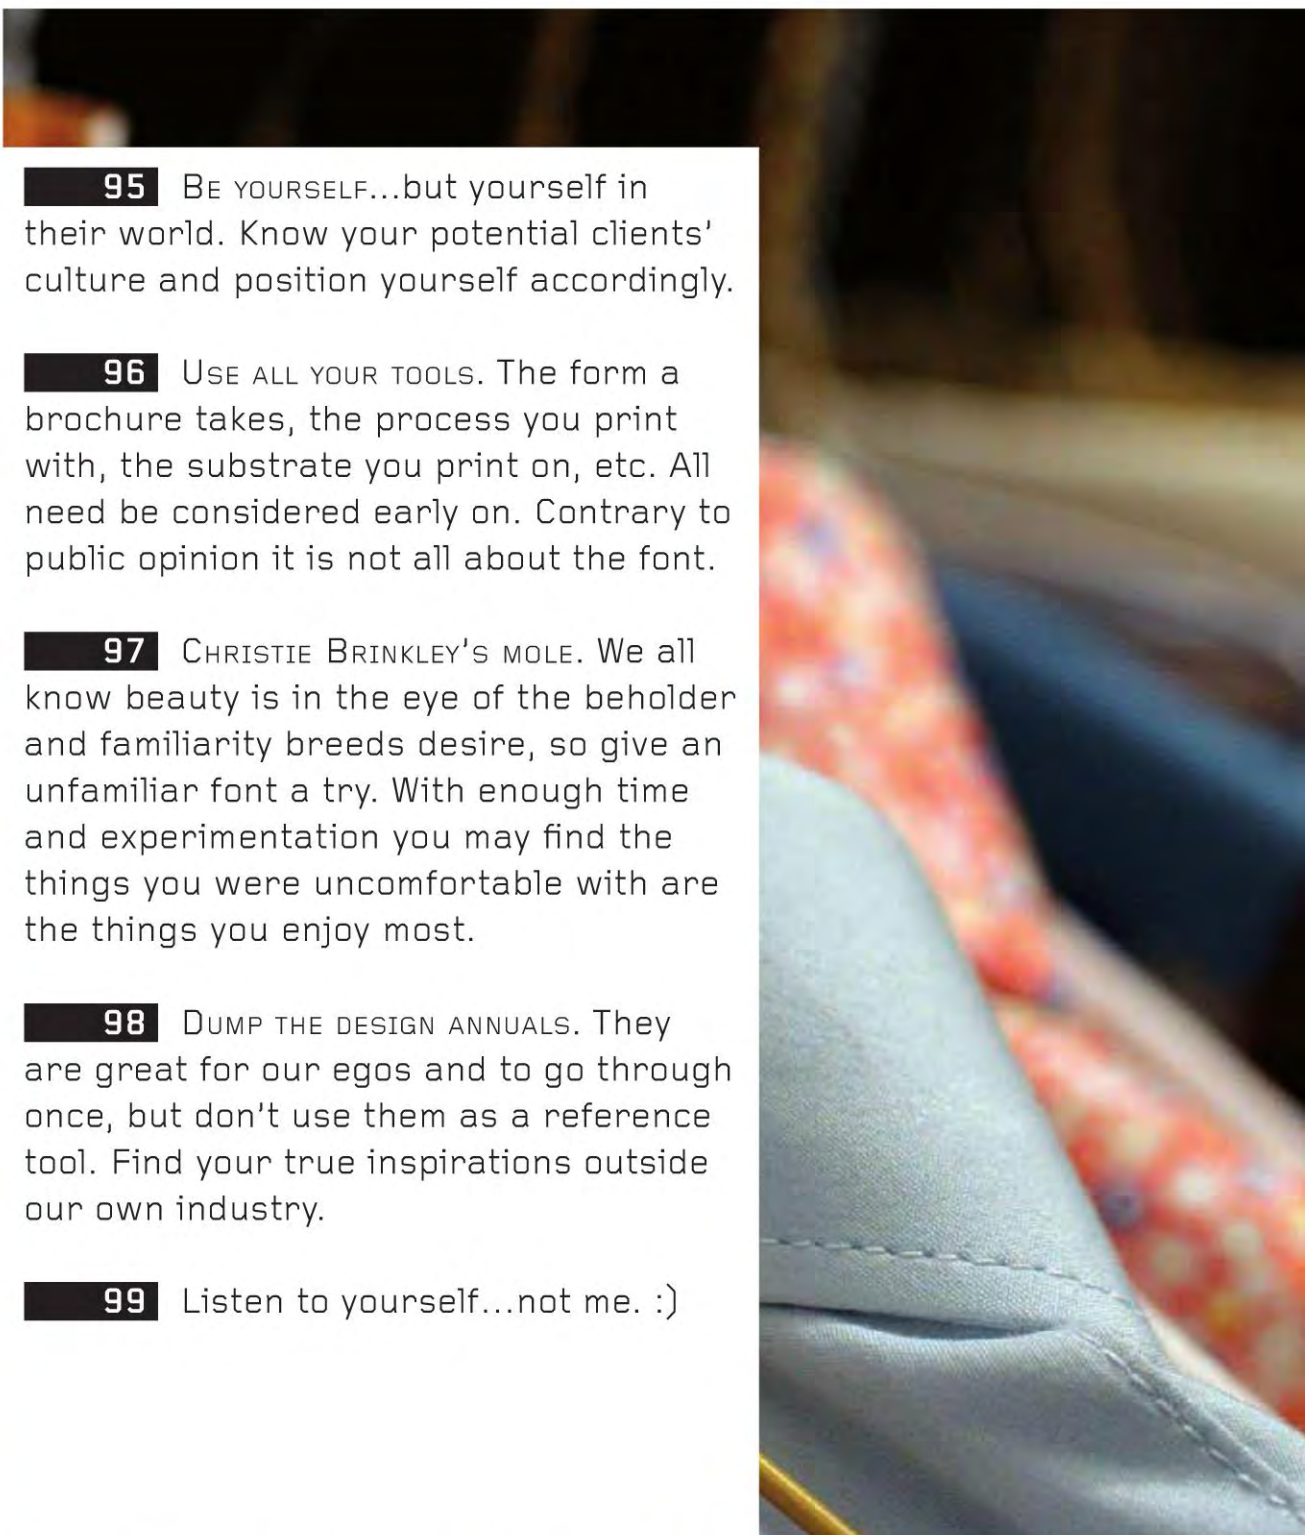 95 Be yourself...but yourself in
their world. Know your potential clients'
culture and position yourself accordingly.
96 Use all your tools. The form a
brochure takes, the process you print
with, the substrate you print on, etc. All
need be considered early on. Contrary to
public opinion it is not all about the font.
97 Christie Brinkley's mole. We all
know beauty is in the eye of the beholder
and familiarity breeds desire, so give an
unfamiliar font a try. With enough time
and experimentation you may find the
things you were uncomfortable with are
the things you enjoy most.
98 Dump the design annuals. They
are great for our egos and to go through
once, but don't use them as a reference
tool. Find your true inspirations outside
our own industry.
99 Listen to yourself...not me. :)